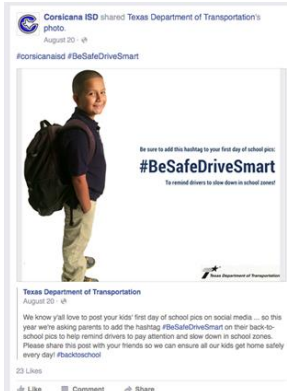 Corsicana ISD shared Texas Department of Transportation's
photo.
August 20 ·
#corsicanaisd #BeSafeDriveSmart
Be sure to add this hashtag to your first day of school pics:
#BeSafeDriveSmart
To remind drivers to slow down in school zones!
Texas Department of Transportation
Texas Department of Transportation
August 20 ·
We know y'all love to post your kids' first day of school pics on social media ... so this
year we're asking parents to add the hashtag #BeSafeDriveSmart on their back-to-
school pics to help remind drivers to pay attention and slow down in school zones.
Please share this post with your friends so we can ensure all our kids get home safely
every day! #backtoschool
23 Likes
Like Comment Share